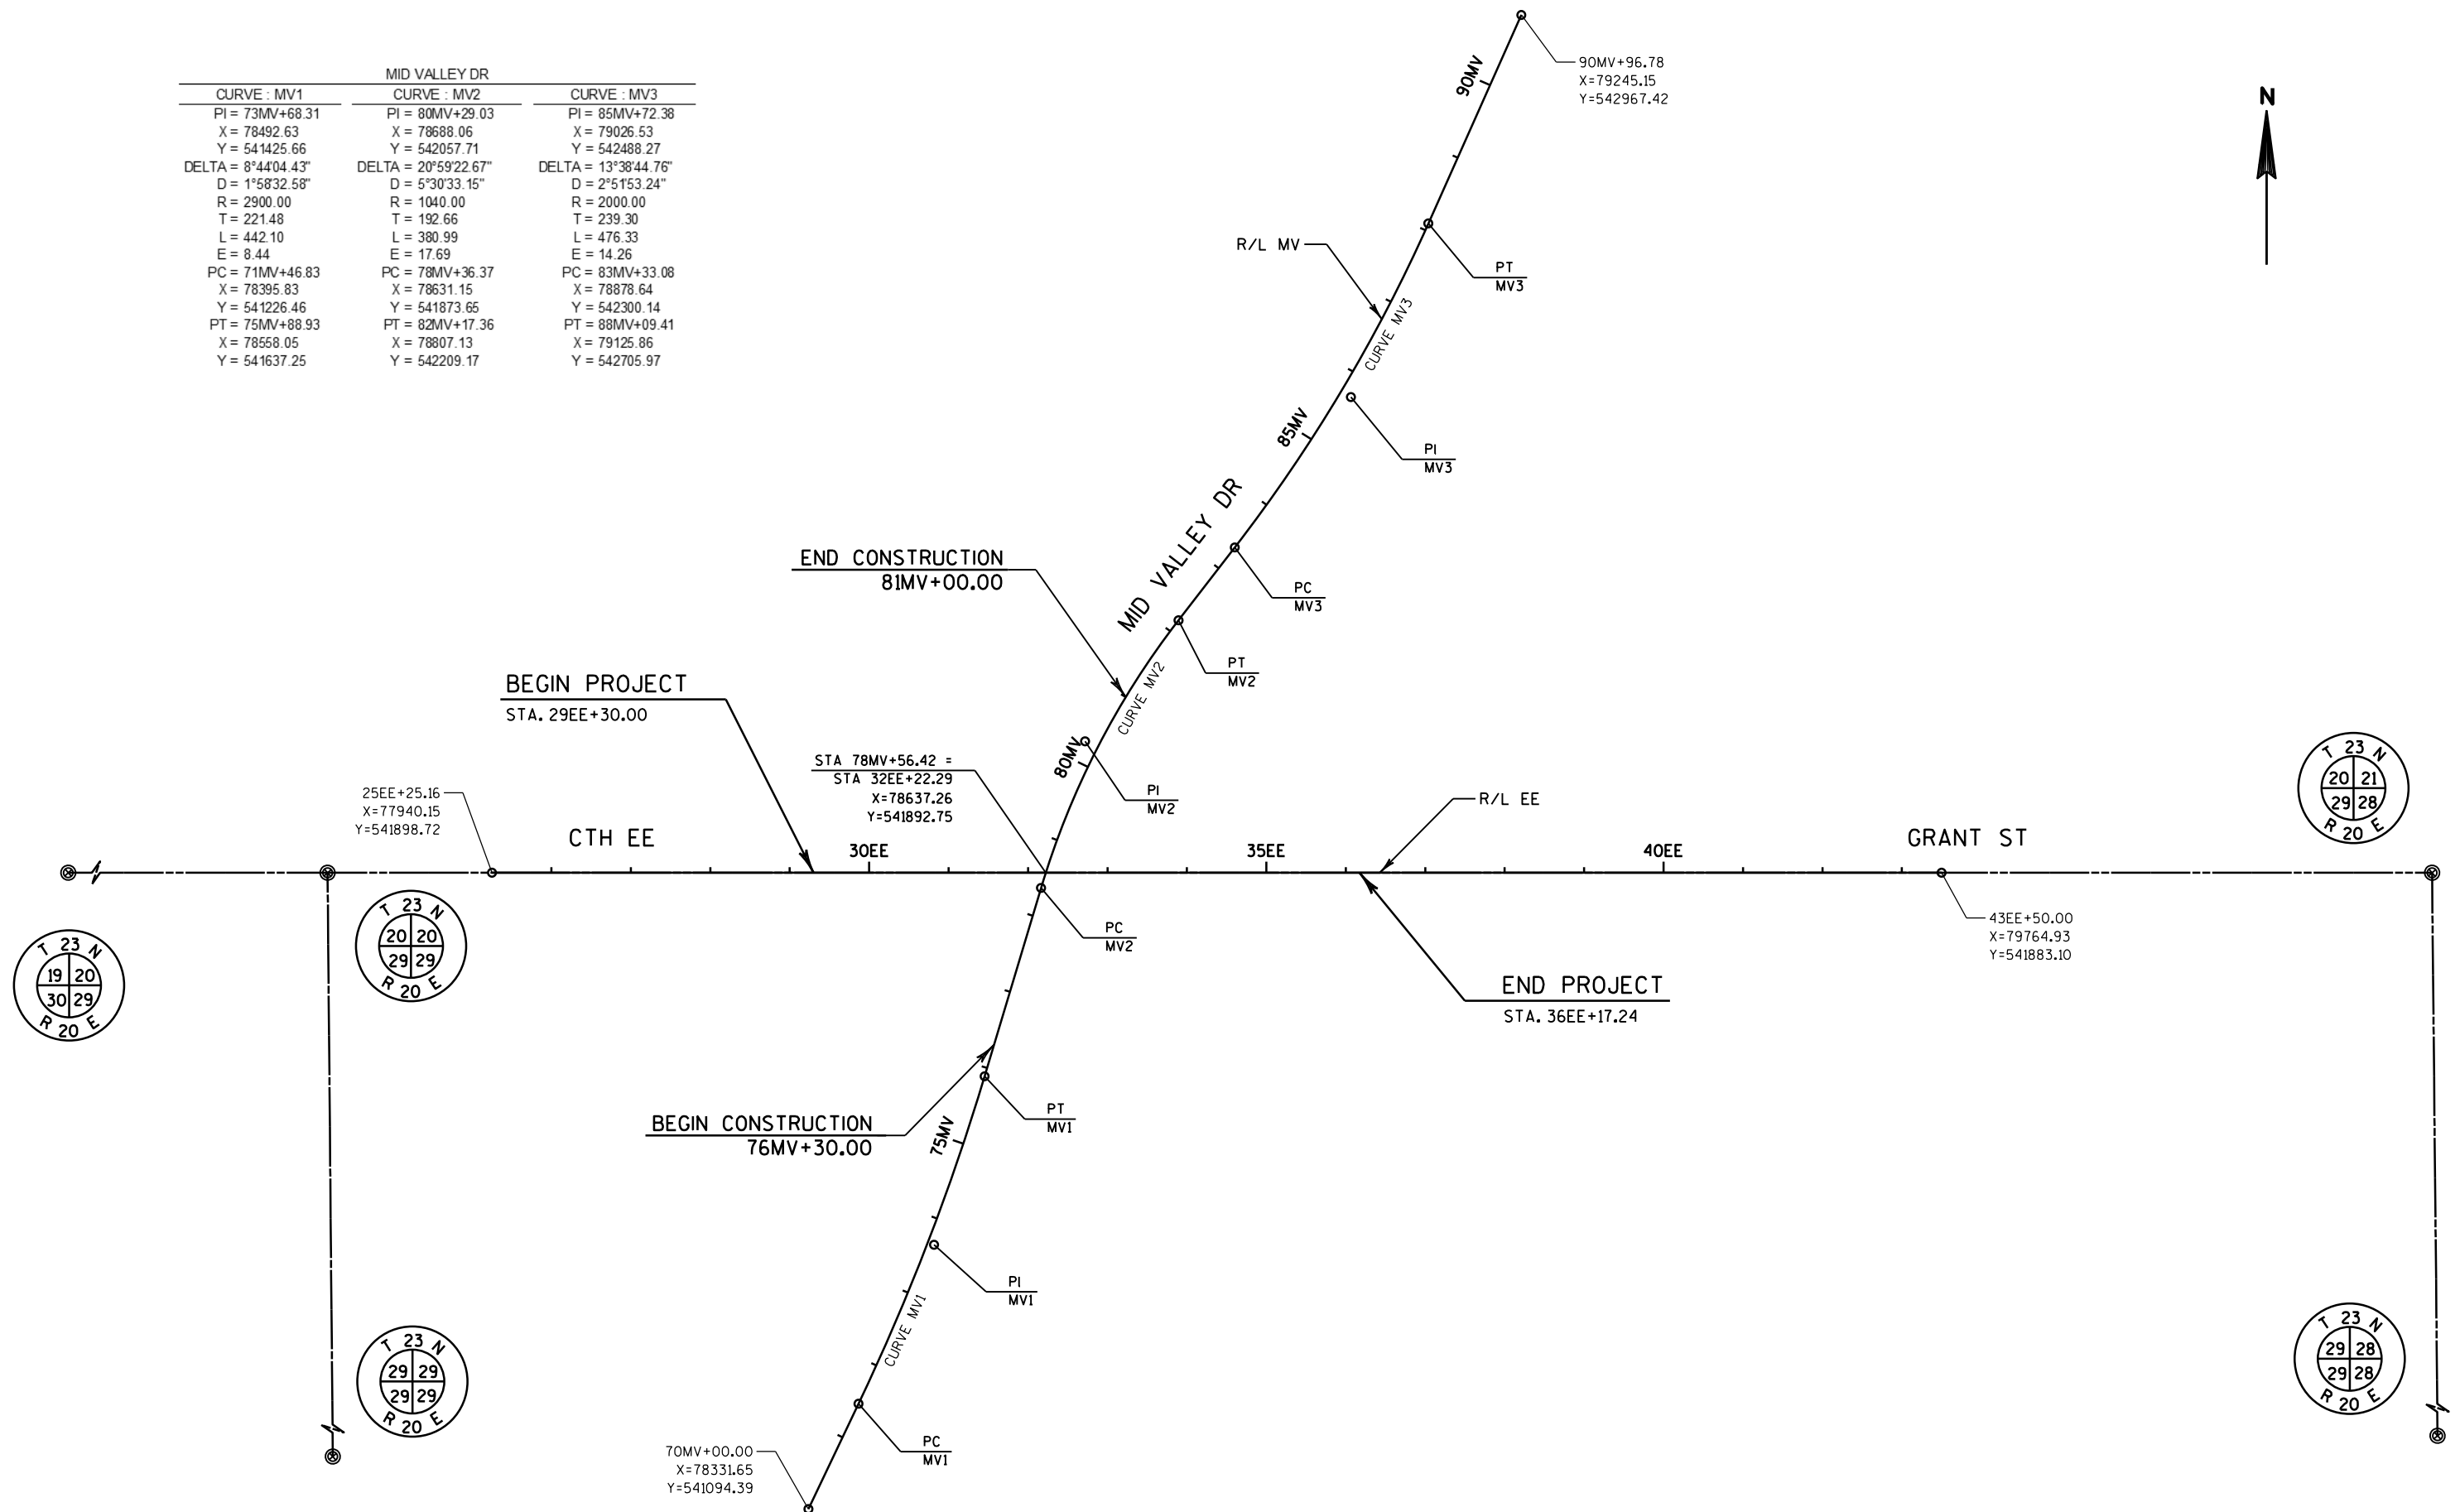 MID VALLEY DR
CURVE : MV1
PI = 73MV+68.31
X = 78492.63
Y = 541425.66
DELTA = 8°44'04.43"
D = 1°58'32.58"
R = 2900.00
T = 221.48
L = 442.10
E = 8.44
PC = 71MV+46.83
X = 78395.83
Y = 541226.46
PT = 75MV+88.93
X = 78558.05
Y = 541637.25
CURVE : MV2
PI = 80MV+29.03
X = 78688.06
Y = 542057.71
DELTA = 20°59'22.67"
D = 5°30'33.15"
R = 1040.00
T = 192.66
L = 380.99
E = 17.69
PC = 78MV+36.37
X = 78631.15
Y = 541873.65
PT = 82MV+17.36
X = 78807.13
Y = 542209.17
CURVE : MV3
PI = 85MV+72.38
X = 79026.53
Y = 542488.27
DELTA = 13°38'44.76"
D = 2°51'53.24"
R = 2000.00
T = 239.30
L = 476.33
E = 14.26
PC = 83MV+33.08
X = 78878.64
Y = 542300.14
PT = 88MV+09.41
X = 79125.86
Y = 542705.97
90MV
90MV+96.78
X=79245.15
Y=542967.42
N
R/L MV
PT
MV3
CURVE MV3
85MV
PI
MV3
MID VALLEY DR
END CONSTRUCTION
81MV+00.00
PC
MV3
PT
MV2
CURVE MV2
BEGIN PROJECT
STA. 29EE+30.00
80MV
STA 78MV+56.42 =
STA 32EE+22.29
X=78637.26
Y=541892.75
PI
MV2
25EE+25.16
X=77940.15
Y=541898.72
R/L EE
T 23 N
20 21
29 28
R 20 E
CTH EE
30EE
35EE
40EE
GRANT ST
T 23 N
20 20
29 29
R 20 E
T 23 N
19 20
30 29
R 20 E
PC
MV2
43EE+50.00
X=79764.93
Y=541883.10
END PROJECT
STA. 36EE+17.24
BEGIN CONSTRUCTION
76MV+30.00
PT
MV1
75MV
PI
MV1
CURVE MV1
T 23 N
29 29
29 29
R 20 E
T 23 N
29 28
29 28
R 20 E
PC
MV1
70MV+00.00
X=78331.65
Y=541094.39